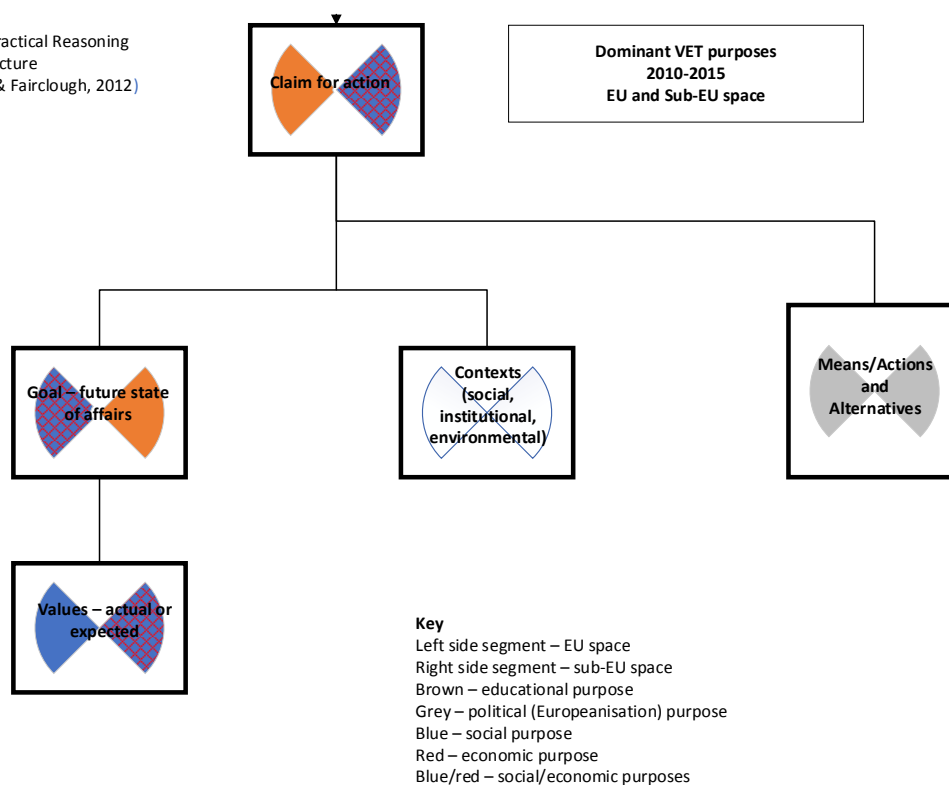 ractical Reasoning
cture
& Fairclough, 2012)
Claim for action
Dominant VET purposes
2010-2015
EU and Sub-EU space
Goal – future state
of affairs
Contexts
(social,
institutional,
environmental)
Means/Actions
and
Alternatives
Values – actual or
expected
Key
Left side segment – EU space
Right side segment – sub-EU space
Brown – educational purpose
Grey – political (Europeanisation) purpose
Blue – social purpose
Red – economic purpose
Blue/red – social/economic purposes